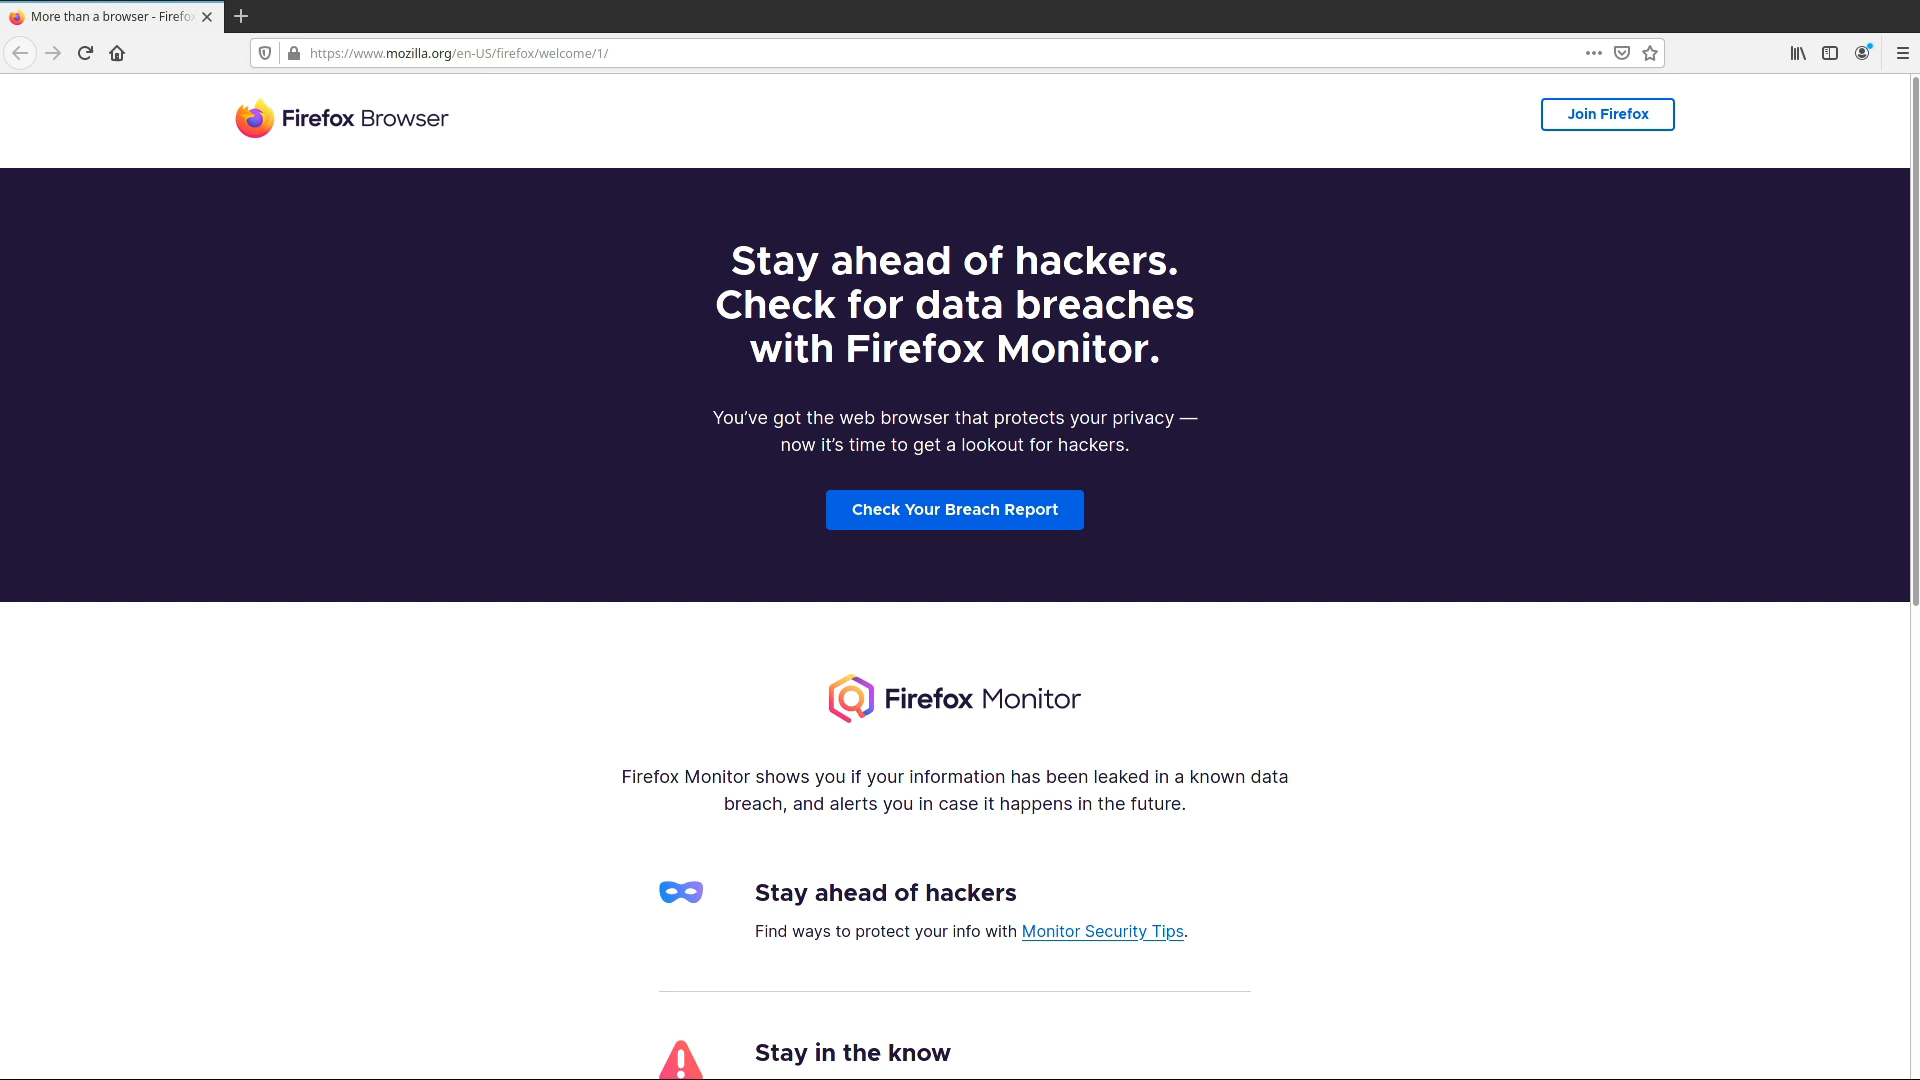 More than a browser - Firefo
https://www.mozilla.org/en-US/firefox/welcome/1/
Firefox Browser
Join Firefox
Stay ahead of hackers.
Check for data breaches
with Firefox Monitor.
You’ve got the web browser that protects your privacy —
now it’s time to get a lookout for hackers.
Check Your Breach Report
Firefox Monitor
Firefox Monitor shows you if your information has been leaked in a known data
breach, and alerts you in case it happens in the future.
Stay ahead of hackers
Find ways to protect your info with Monitor Security Tips.
Stay in the know